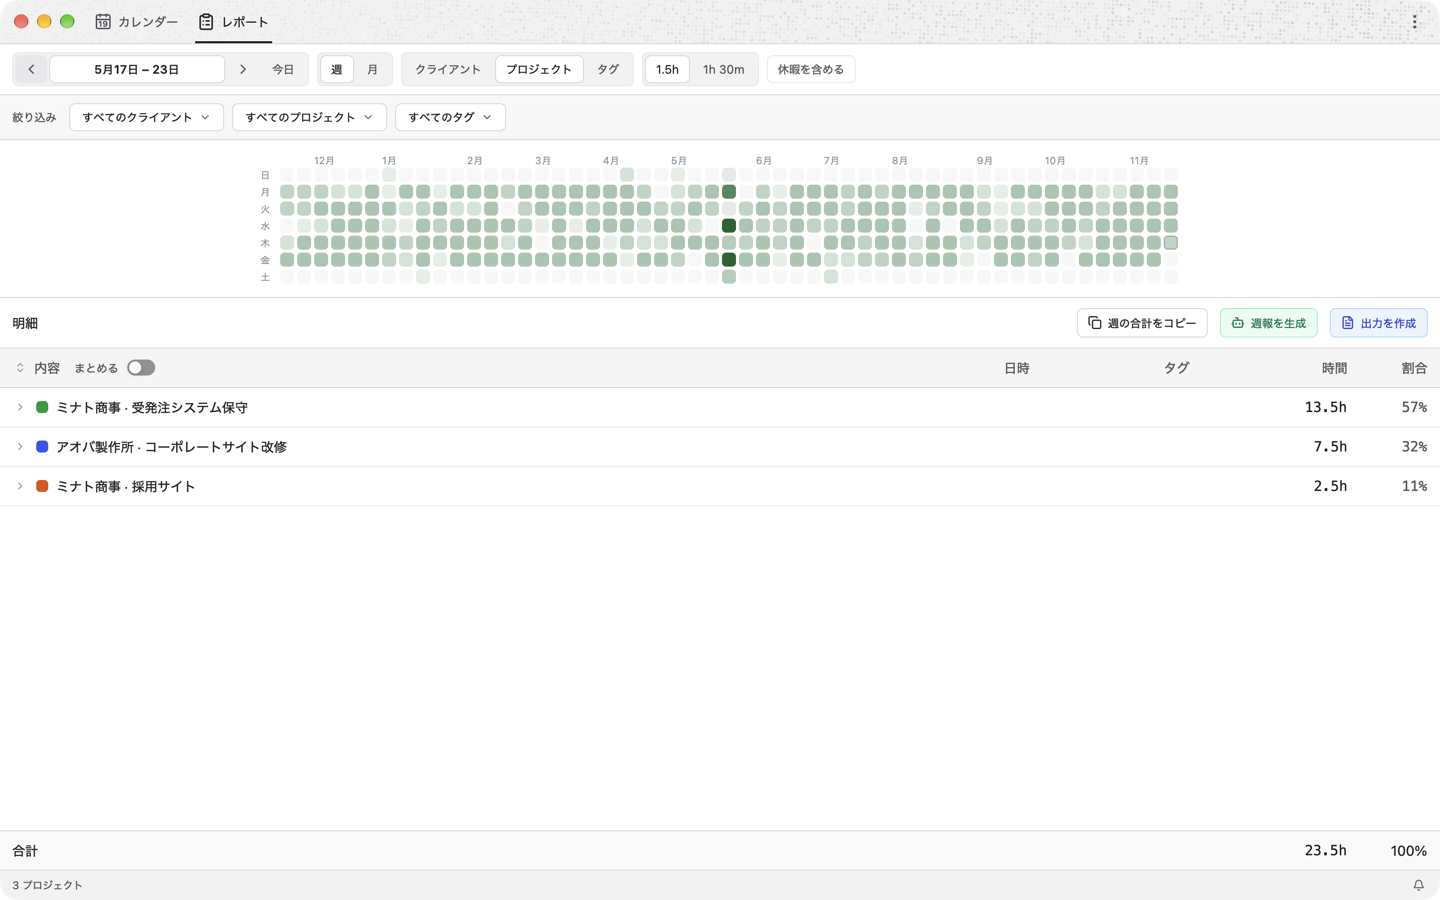 19 カレンダー レポート
5月17日 – 23日 今日 週 月 クライアント プロジェクト タグ 1.5h 1h 30m 休暇を含める
絞り込み すべてのクライアント すべてのプロジェクト すべてのタグ
12月 1月 2月 3月 4月 5月 6月 7月 8月 9月 10月 11月
日
月
火
水
木
金
土
明細 週の合計をコピー 週報を生成 出力を作成
内容 まとめる 日時 タグ 時間 割合
ミナト商事 · 受発注システム保守 13.5h 57%
アオバ製作所 · コーポレートサイト改修 7.5h 32%
ミナト商事 · 採用サイト 2.5h 11%
合計 23.5h 100%
3 プロジェクト